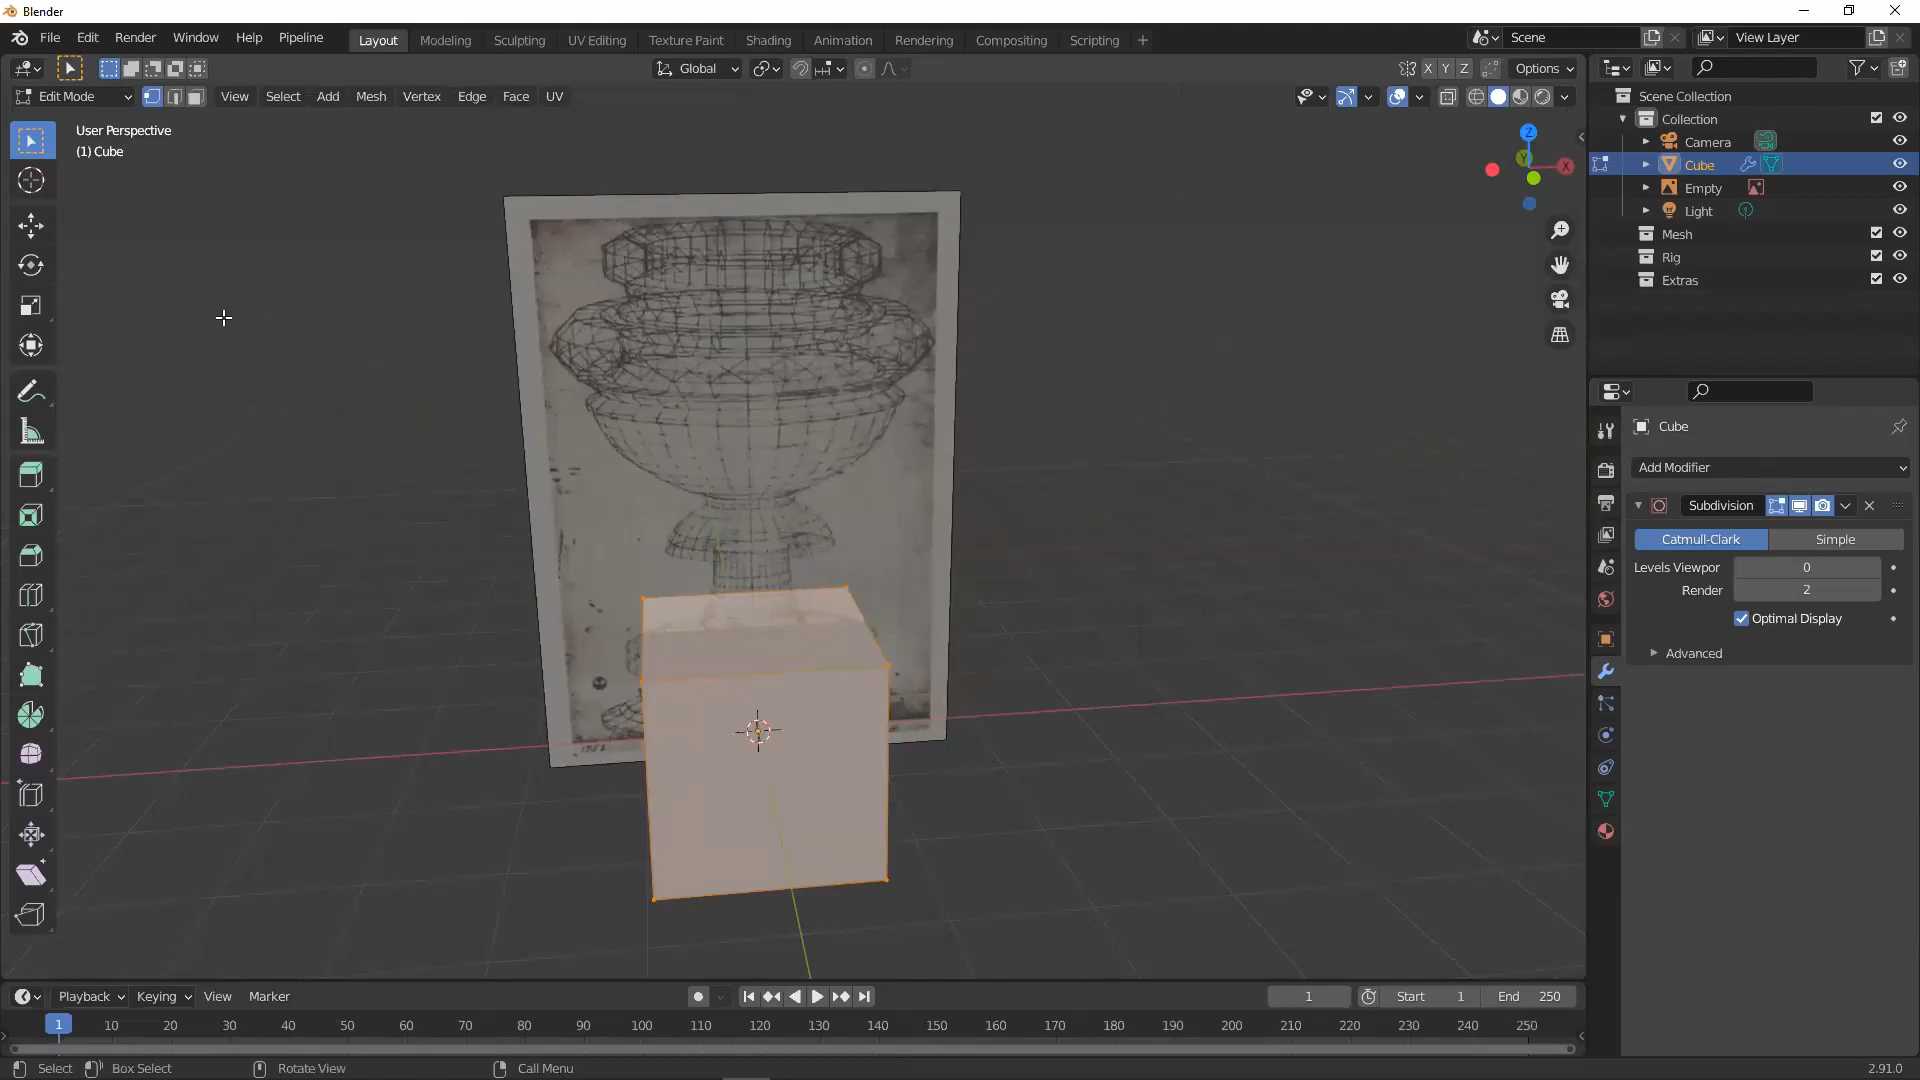 Blender
File Edit Render Window Help Pipeline Layout Modeling Sculpting UV Editing Texture Paint Shading Animation Rendering Compositing Scripting + Scene View Layer
Global X Y Z Options
Edit Mode View Select Add Mesh Vertex Edge Face UV
User Perspective
(1) Cube
Z
Y
X
Scene Collection
Collection
Camera
Cube
Empty
Light
Mesh
Rig
Extras
Cube
Add Modifier
Subdivision
Catmull-Clark Simple
Levels Viewpor 0
Render 2
Optimal Display
Advanced
Playback Keying View Marker 1 Start 1 End 250
1 10 20 30 40 50 60 70 80 90 100 110 120 130 140 150 160 170 180 190 200 210 220 230 240 250
Select Box Select Rotate View Call Menu 2.91.0